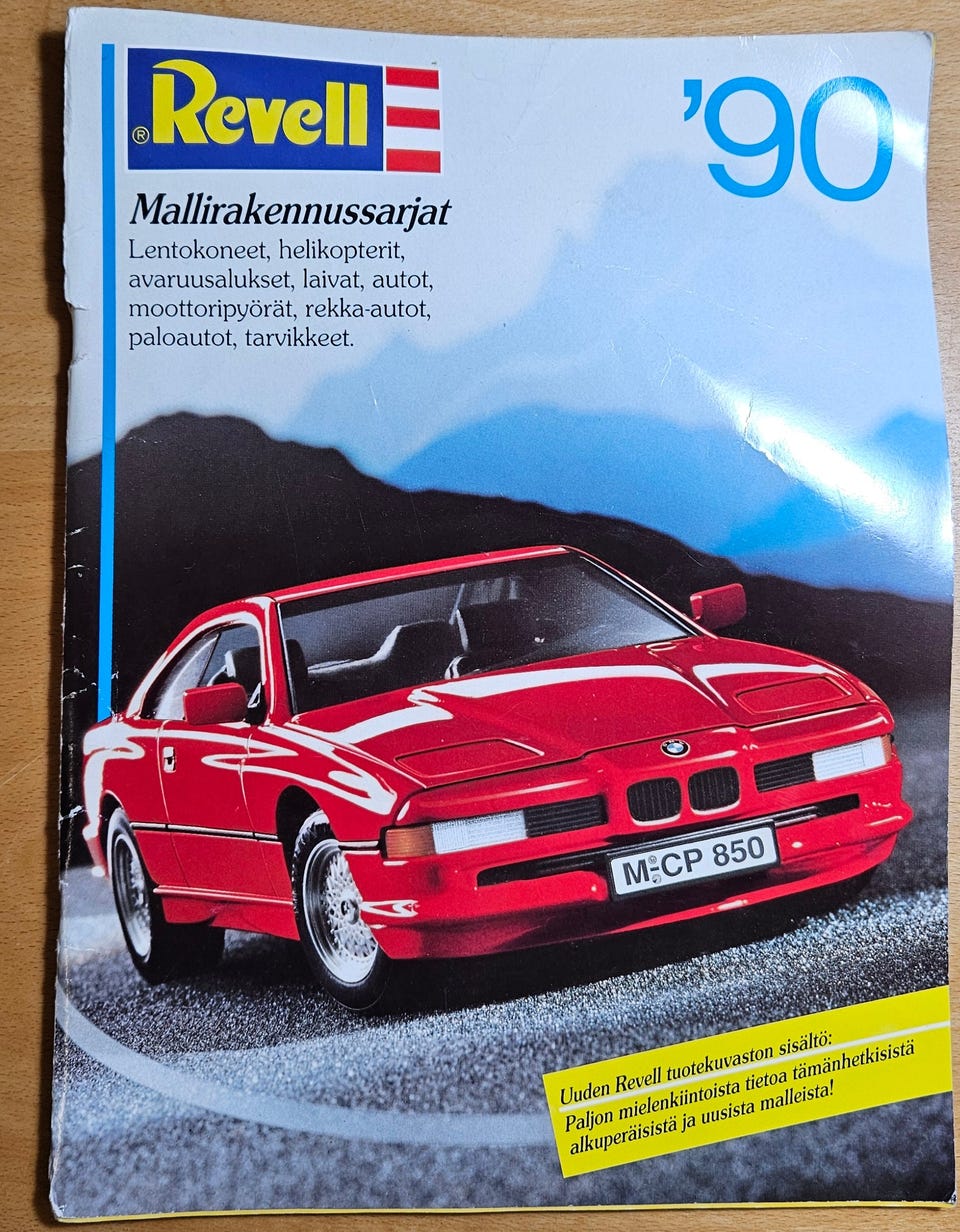 ® Revell
'90
Mallirakennussarjat
Lentokoneet, helikopterit,
avaruusalukset, laivat, autot,
moottoripyörät, rekka-autot,
paloautot, tarvikkeet.
M-CP 850
Uuden Revell tuotekuvaston sisältö:
Paljon mielenkiintoista tietoa tämänhetkisistä
alkuperäisistä ja uusista malleista!